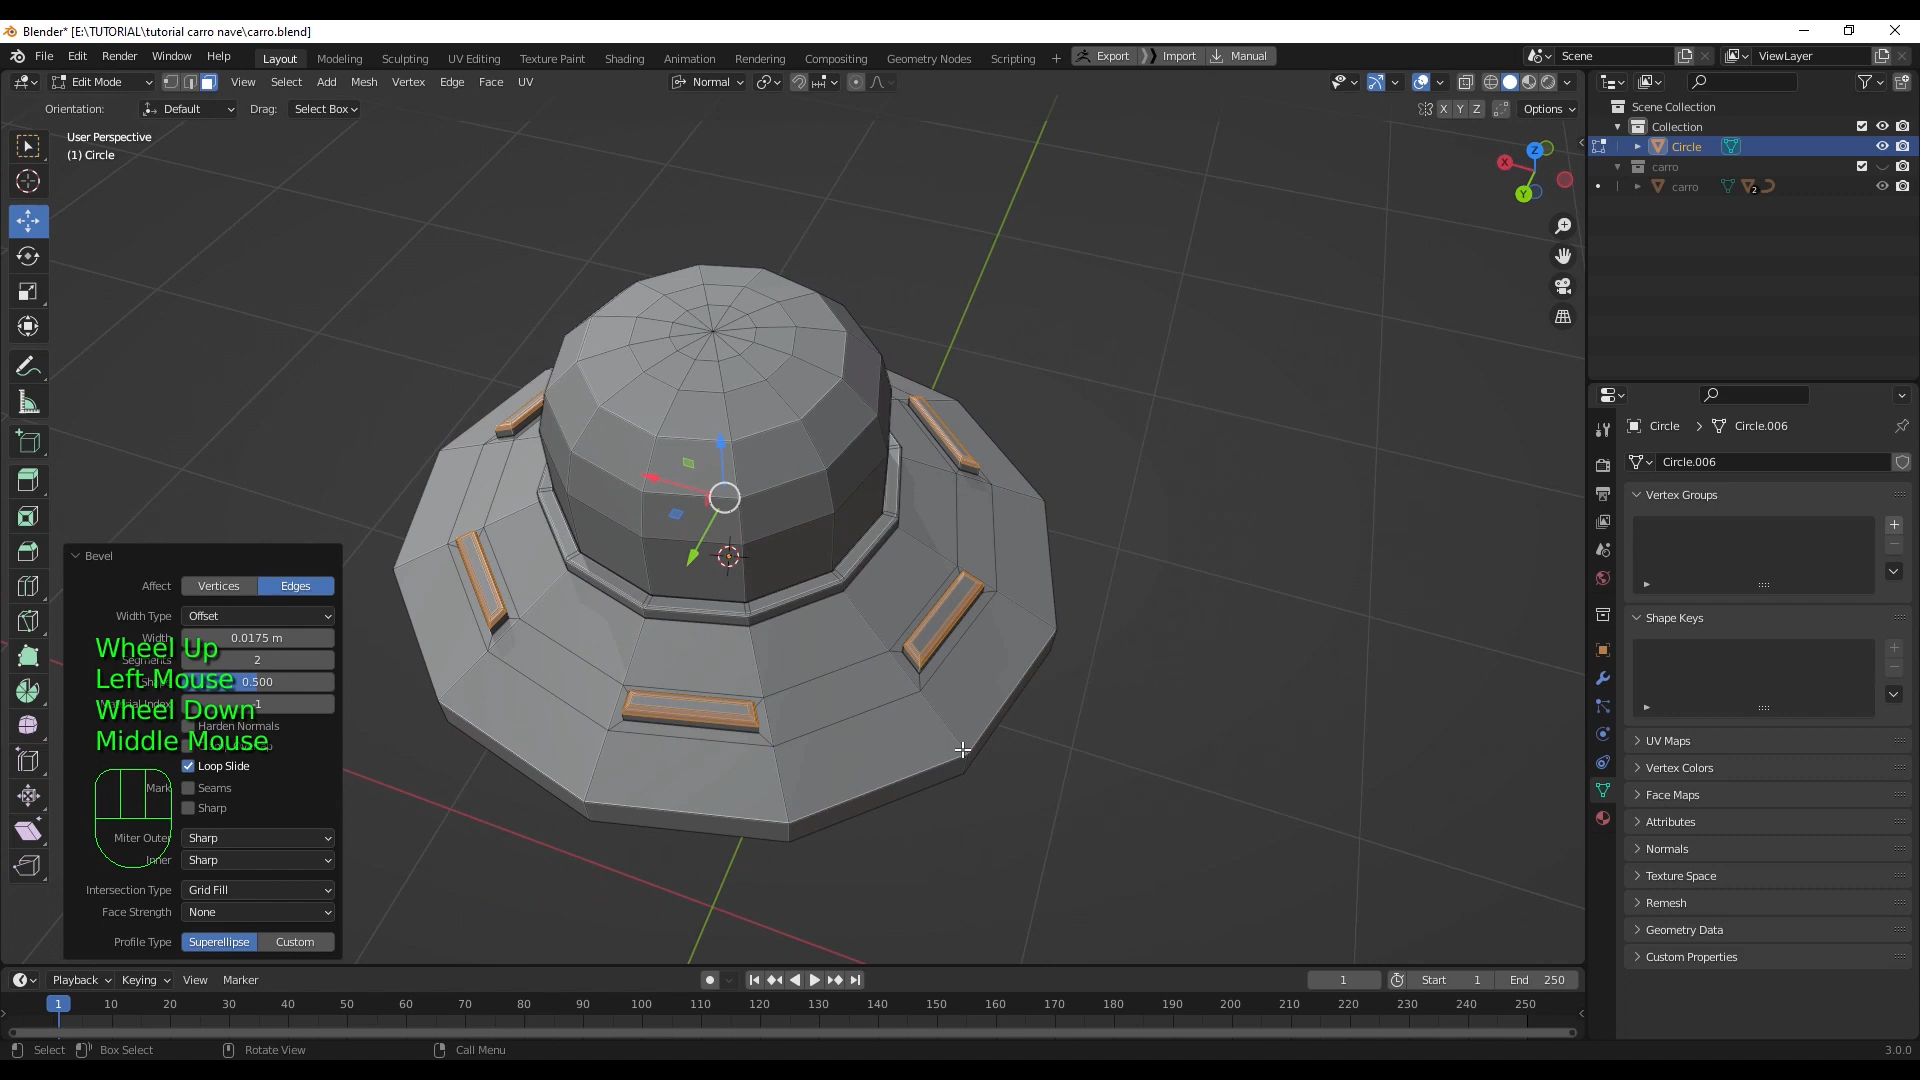 Blender* [E:\TUTORIAL\tutorial carro nave\carro.blend]
File Edit Render Window Help Layout Modeling Sculpting UV Editing Texture Paint Shading Animation Rendering Compositing Geometry Nodes Scripting + Export Import Manual Scene ViewLayer
Edit Mode View Select Add Mesh Vertex Edge Face UV Normal
Orientation: Default Drag: Select Box X Y Z Options
User Perspective
(1) Circle
Z
X
Y
Scene Collection
Collection
Circle
carro
carro 2
Circle > Circle.006
Circle.006
Vertex Groups
Shape Keys
UV Maps
Vertex Colors
Face Maps
Attributes
Normals
Texture Space
Remesh
Geometry Data
Custom Properties
Bevel
Affect Vertices Edges
Width Type Offset
Width 0.0175 m
Wheel Up
Segments 2
Left Mouse
0.500
Material Index -1
Wheel Down
Harden Normals
Middle Mouse
Loop Slide
Mark Seams
Sharp
Miter Outer Sharp
Inner Sharp
Intersection Type Grid Fill
Face Strength None
Profile Type Superellipse Custom
Playback Keying View Marker 1 Start 1 End 250
1 10 20 30 40 50 60 70 80 90 100 110 120 130 140 150 160 170 180 190 200 210 220 230 240 250
Select Box Select Rotate View Call Menu 3.0.0